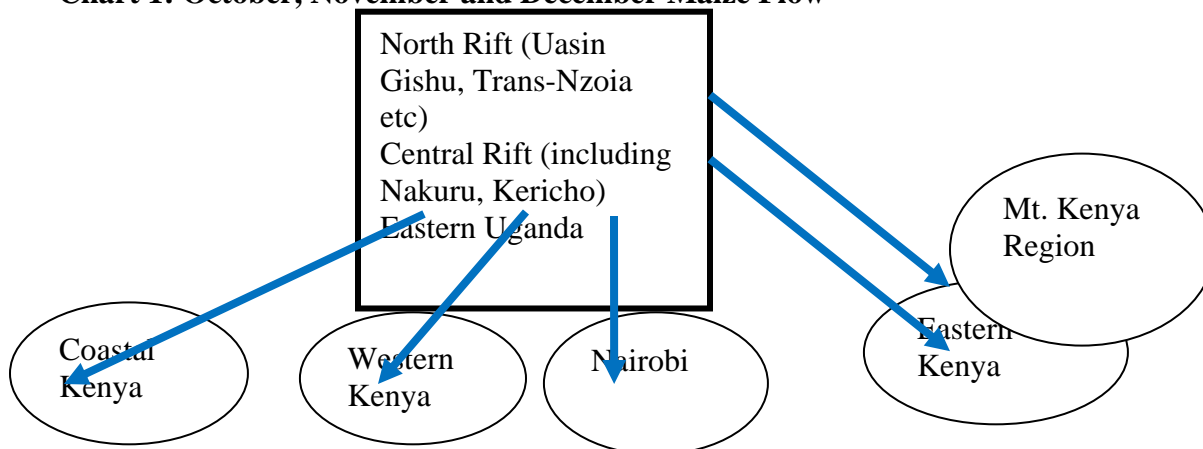 Chart 1: October, November and December Maize Flow
North Rift (Uasin
Gishu, Trans-Nzoia
etc)
Central Rift (including
Nakuru, Kericho)
Eastern Uganda
Mt. Kenya
Region
Coastal
Kenya
Western
Kenya
Nairobi
Eastern
Kenya